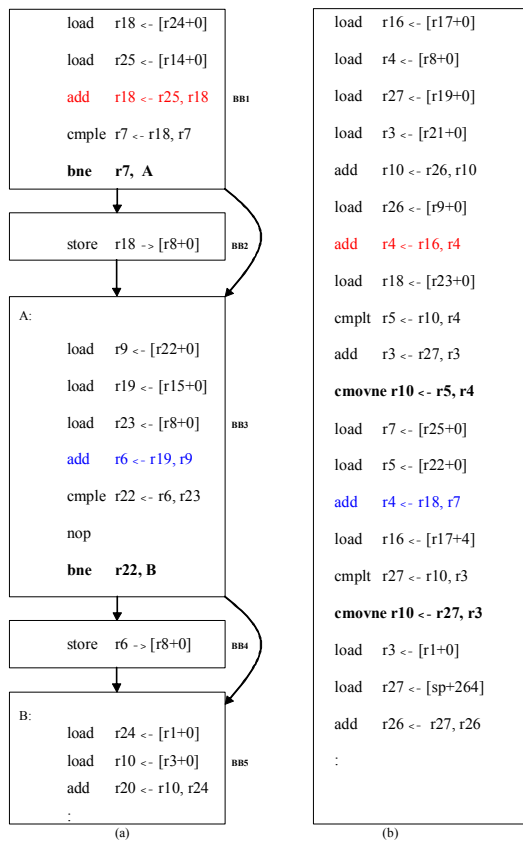 load r18 <- [r24+0]
load r25 <- [r14+0]
add r18 <- r25, r18
BB1
cmple r7 <- r18, r7
bne r7, A
store r18 -> [r8+0]
BB2
A:
load r9 <- [r22+0]
load r19 <- [r15+0]
load r23 <- [r8+0]
BB3
add r6 <- r19, r9
cmple r22 <- r6, r23
nop
bne r22, B
store r6 -> [r8+0]
BB4
B:
load r24 <- [r1+0]
load r10 <- [r3+0]
BB5
add r20 <- r10, r24
:
(a)
load r16 <- [r17+0]
load r4 <- [r8+0]
load r27 <- [r19+0]
load r3 <- [r21+0]
add r10 <- r26, r10
load r26 <- [r9+0]
add r4 <- r16, r4
load r18 <- [r23+0]
cmplt r5 <- r10, r4
add r3 <- r27, r3
cmovne r10 <- r5, r4
load r7 <- [r25+0]
load r5 <- [r22+0]
add r4 <- r18, r7
load r16 <- [r17+4]
cmplt r27 <- r10, r3
cmovne r10 <- r27, r3
load r3 <- [r1+0]
load r27 <- [sp+264]
add r26 <- r27, r26
:
(b)